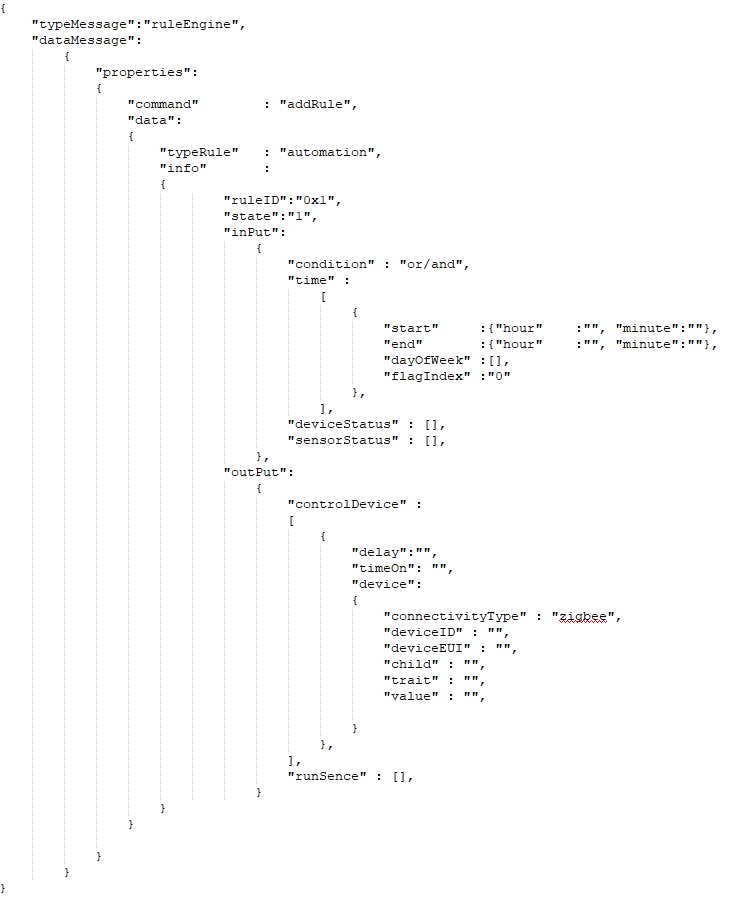 {
"typeMessage":"ruleEngine",
"dataMessage":
{
"properties":
{
"command" : "addRule",
"data":
{
"typeRule" : "automation",
"info" :
{
"ruleID":"0x1",
"state":"1",
"inPut":
{
"condition" : "or/and",
"time" :
[
{
"start" :{"hour" :"", "minute":""},
"end" :{"hour" :"", "minute":""},
"dayOfWeek" :[],
"flagIndex" :"0"
},
],
"deviceStatus" : [],
"sensorStatus" : [],
},
"outPut":
{
"controlDevice" :
[
{
"delay":"",
"timeOn": "",
"device":
{
"connectivityType" : "zigbee",
"deviceID" : "",
"deviceEUI" : "",
"child" : "",
"trait" : "",
"value" : "",
}
},
],
"runSence" : [],
}
}
}
}
}
}